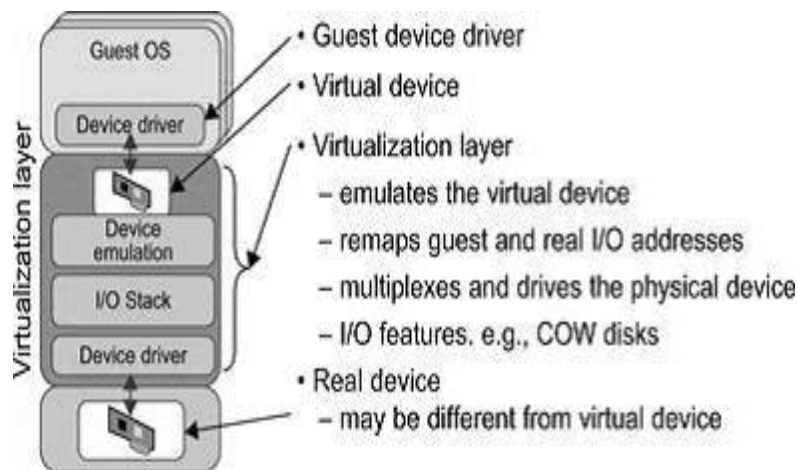 Guest OS
Device driver
Virtualization layer
Device
emulation
I/O Stack
Device driver
• Guest device driver
• Virtual device
• Virtualization layer
– emulates the virtual device
– remaps guest and real I/O addresses
– multiplexes and drives the physical device
– I/O features. e.g., COW disks
• Real device
– may be different from virtual device